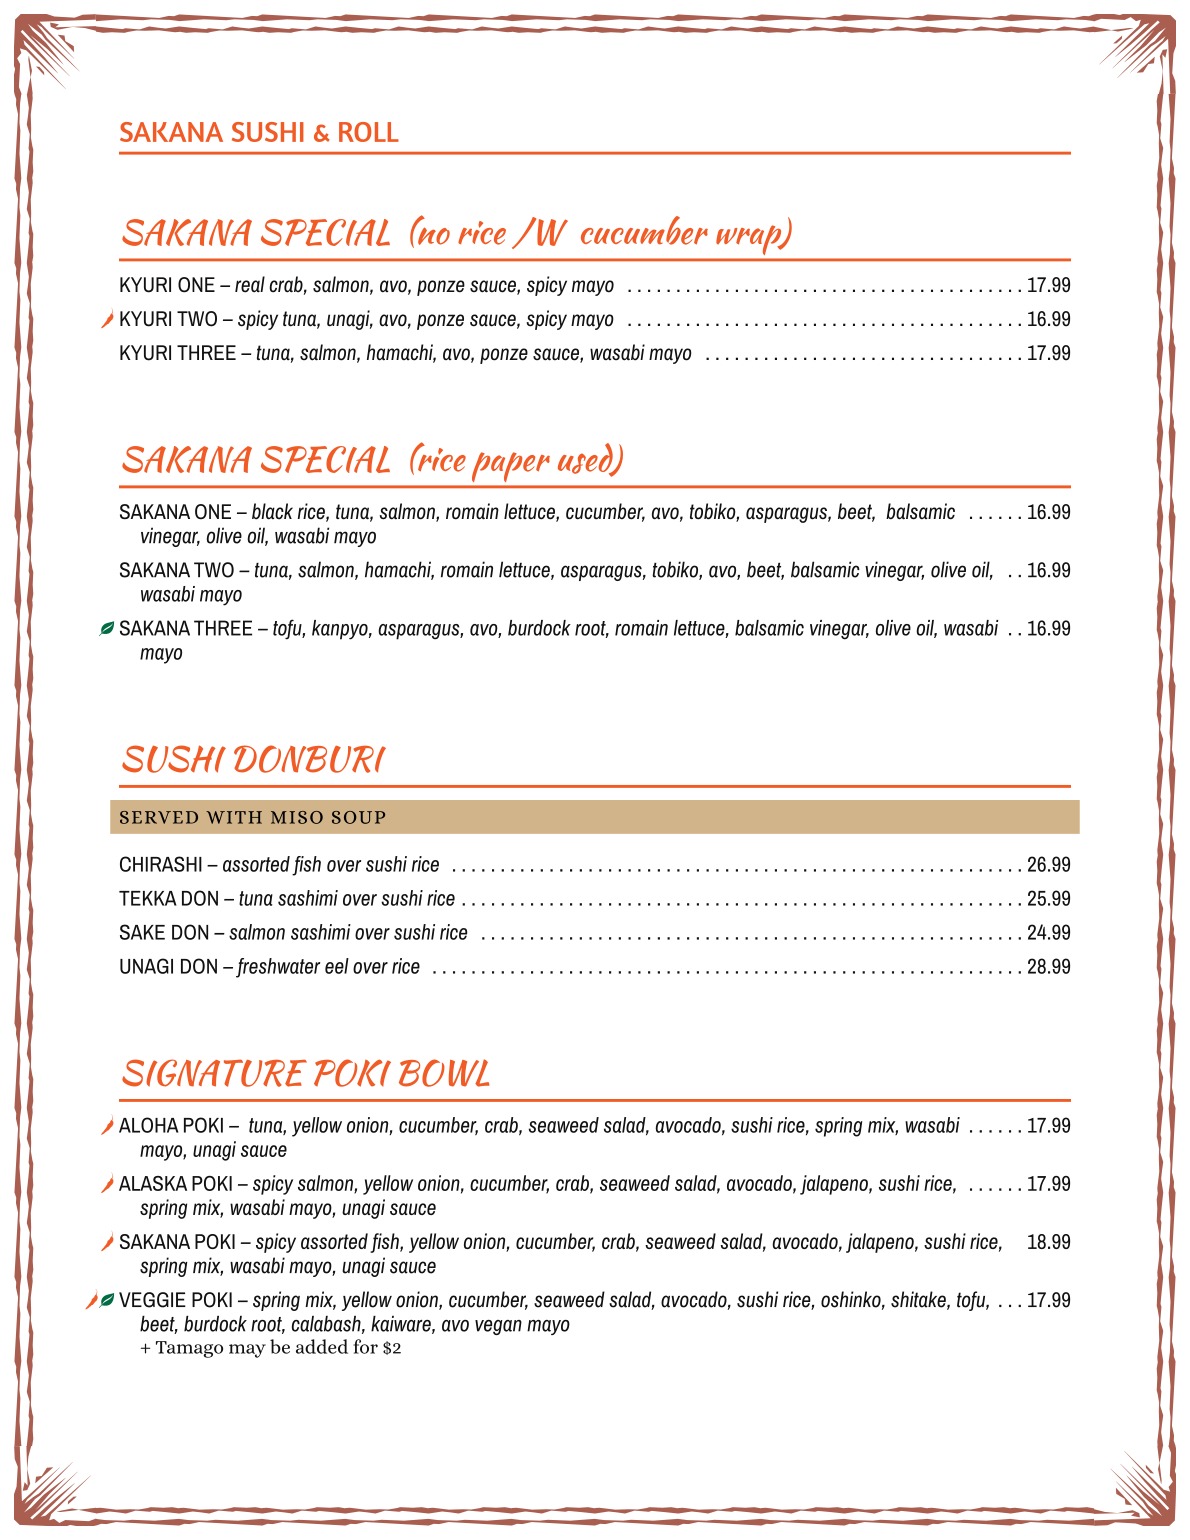 SAKANA SUSHI & ROLL
SAKANA SPECIAL (no rice /W cucumber wrap)
KYURI ONE – real crab, salmon, avo, ponze sauce, spicy mayo . . . . . . . . . . . . . . . . . . . . . . . . . . . . . . . . . . . . . . . . . 17.99
KYURI TWO – spicy tuna, unagi, avo, ponze sauce, spicy mayo . . . . . . . . . . . . . . . . . . . . . . . . . . . . . . . . . . . . . . . . . 16.99
KYURI THREE – tuna, salmon, hamachi, avo, ponze sauce, wasabi mayo . . . . . . . . . . . . . . . . . . . . . . . . . . . . . . . . . 17.99
SAKANA SPECIAL (rice paper used)
SAKANA ONE – black rice, tuna, salmon, romain lettuce, cucumber, avo, tobiko, asparagus, beet, balsamic . . . . . . 16.99
vinegar, olive oil, wasabi mayo
SAKANA TWO – tuna, salmon, hamachi, romain lettuce, asparagus, tobiko, avo, beet, balsamic vinegar, olive oil, . . 16.99
wasabi mayo
SAKANA THREE – tofu, kanpyo, asparagus, avo, burdock root, romain lettuce, balsamic vinegar, olive oil, wasabi . . 16.99
mayo
SUSHI DONBURI
SERVED WITH MISO SOUP
CHIRASHI – assorted fish over sushi rice . . . . . . . . . . . . . . . . . . . . . . . . . . . . . . . . . . . . . . . . . . . . . . . . . . . . . . . . . . . 26.99
TEKKA DON – tuna sashimi over sushi rice . . . . . . . . . . . . . . . . . . . . . . . . . . . . . . . . . . . . . . . . . . . . . . . . . . . . . . . . . . 25.99
SAKE DON – salmon sashimi over sushi rice . . . . . . . . . . . . . . . . . . . . . . . . . . . . . . . . . . . . . . . . . . . . . . . . . . . . . . . . 24.99
UNAGI DON – freshwater eel over rice . . . . . . . . . . . . . . . . . . . . . . . . . . . . . . . . . . . . . . . . . . . . . . . . . . . . . . . . . . . . . 28.99
SIGNATURE POKI BOWL
ALOHA POKI – tuna, yellow onion, cucumber, crab, seaweed salad, avocado, sushi rice, spring mix, wasabi . . . . . . 17.99
mayo, unagi sauce
ALASKA POKI – spicy salmon, yellow onion, cucumber, crab, seaweed salad, avocado, jalapeno, sushi rice, . . . . . . 17.99
spring mix, wasabi mayo, unagi sauce
SAKANA POKI – spicy assorted fish, yellow onion, cucumber, crab, seaweed salad, avocado, jalapeno, sushi rice, 18.99
spring mix, wasabi mayo, unagi sauce
VEGGIE POKI – spring mix, yellow onion, cucumber, seaweed salad, avocado, sushi rice, oshinko, shitake, tofu, . . . 17.99
beet, burdock root, calabash, kaiware, avo vegan mayo
+ Tamago may be added for $2